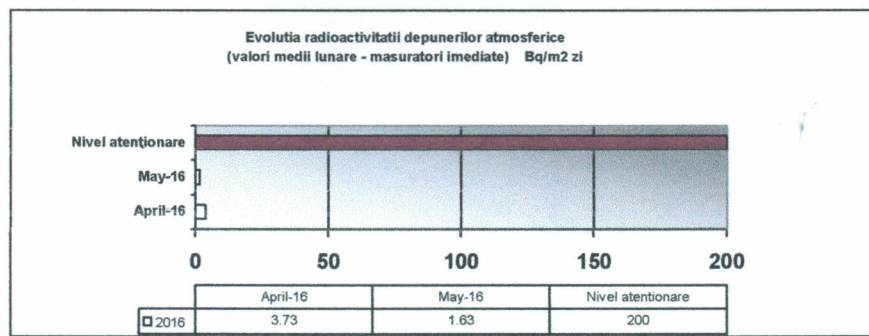 Evolutia radioactivitatii depunerilor atmosferice
(valori medii lunare - masuratori imediate) Bq/m2 zi
Nivel atenţionare
May-16
April-16
0 50 100 150 200
April-16 May-16 Nivel atentionare
2016 3.73 1.63 200